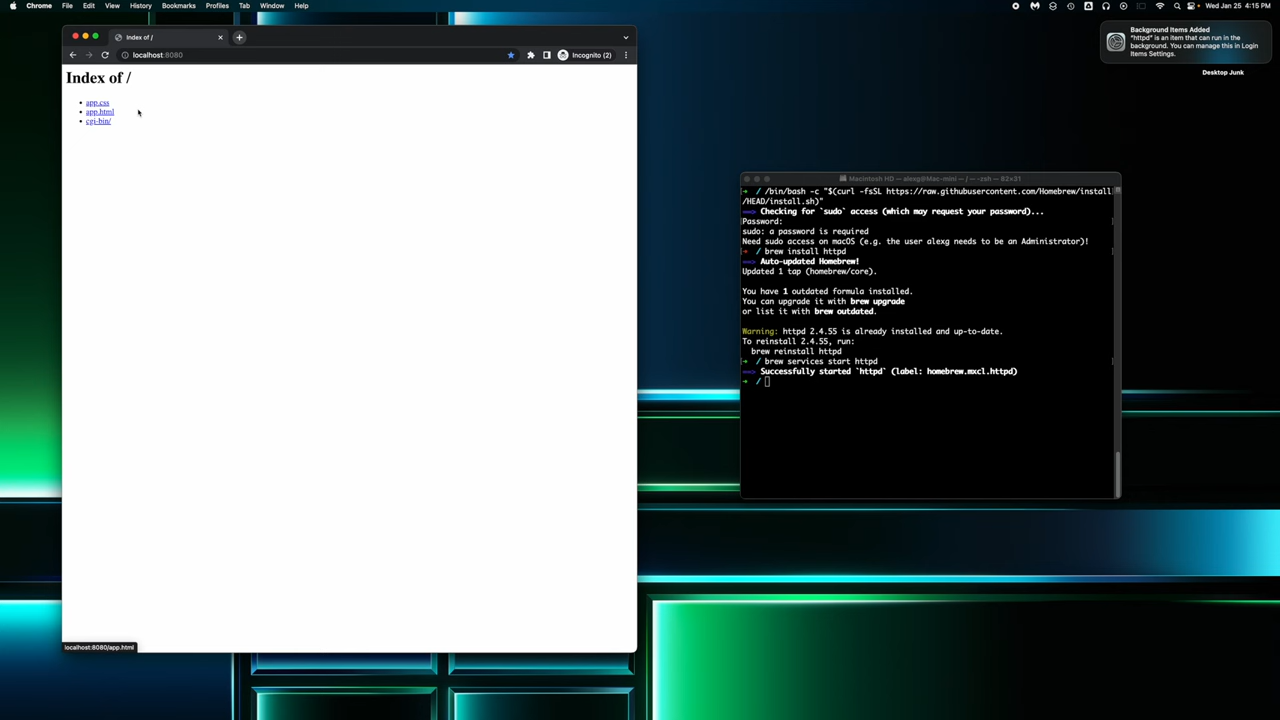 Chrome File Edit View History Bookmarks Profiles Tab Window Help
Wed Jan 25 4:15 PM
Index of /
localhost:8080
Incognito (2)
Index of /
• app.css
• app.html
• cgi-bin/
localhost:8080/app.html
Background Items Added
"httpd" is an item that can run in the
background. You can manage this in Login
Items Settings.
Desktop Junk
Macintosh HD — alexg@Mac-mini — / — -zsh — 82×31
/ /bin/bash -c "$(curl -fsSL https://raw.githubusercontent.com/Homebrew/install
/HEAD/install.sh)"
==> Checking for `sudo` access (which may request your password)...
Password:
sudo: a password is required
Need sudo access on macOS (e.g. the user alexg needs to be an Administrator)!
/ brew install httpd
==> Auto-updated Homebrew!
Updated 1 tap (homebrew/core).
You have 1 outdated formula installed.
You can upgrade it with brew upgrade
or list it with brew outdated.
Warning: httpd 2.4.55 is already installed and up-to-date.
To reinstall 2.4.55, run:
brew reinstall httpd
/ brew services start httpd
==> Successfully started `httpd` (label: homebrew.mxcl.httpd)
/